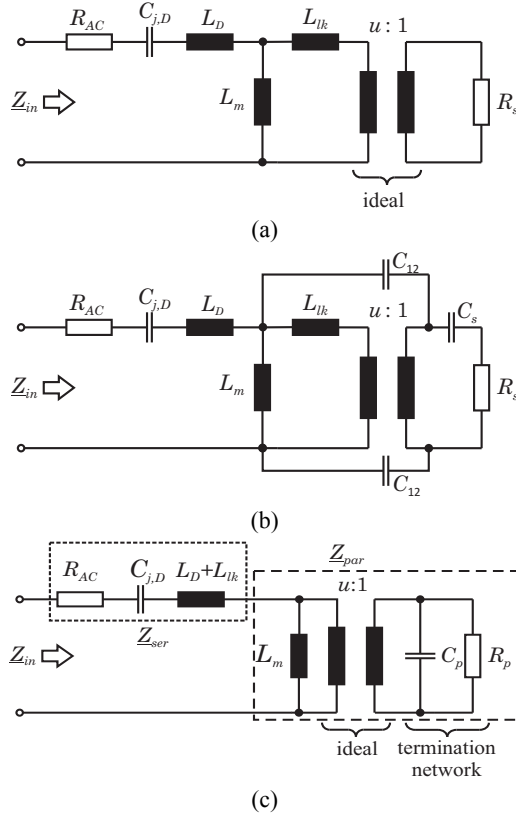 R_AC C_j,D L_D L_lk u : 1
Z_in L_m R_s
ideal
(a)
C_12
R_AC C_j,D L_D L_lk u : 1 C_s
Z_in L_m R_s
C_12
(b)
Z_par
R_AC C_j,D L_D+L_lk u:1
Z_in Z_ser L_m C_p R_p
ideal termination
network
(c)